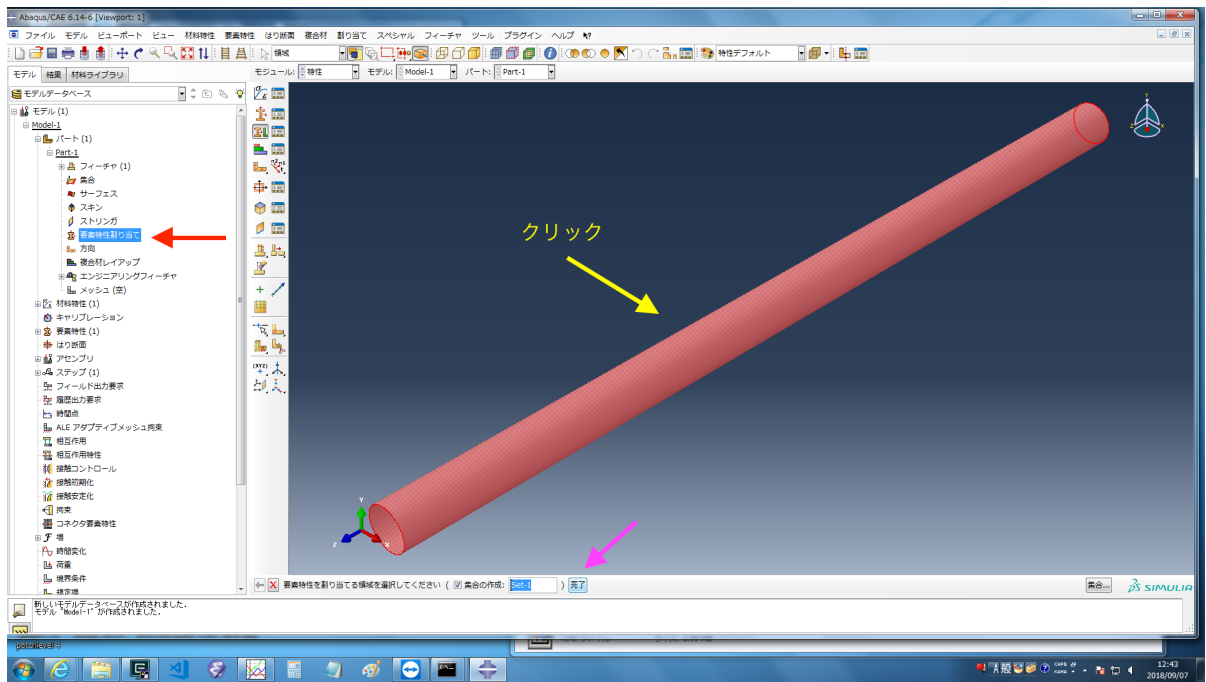 Abaqus/CAE 6.14-6 [Viewport: 1]
ファイル モデル ビューポート ビュー 材料特性 要素特性 はり断面 複合材 割り当て スペシャル フィーチャ ツール プラグイン ヘルプ
領域 特性デフォルト
モデル 結果 材料ライブラリ
モジュール: 特性 モデル: Model-1 パート: Part-1
モデルデータベース
モデル (1)
Model-1
パート (1)
Part-1
フィーチャ (1)
集合
サーフェス
スキン
ストリンガ
要素特性割り当て
方向
複合材レイアップ
エンジニアリングフィーチャ
メッシュ (空)
材料特性 (1)
キャリブレーション
要素特性 (1)
はり断面
アセンブリ
ステップ (1)
フィールド出力要求
履歴出力要求
時間点
ALE アダプティブメッシュ拘束
相互作用
相互作用特性
接触コントロール
接触初期化
接触安定化
拘束
コネクタ要素特性
場
時間変化
荷重
境界条件
規定場
クリック
Y
Z
X
Y
Z
X
要素特性を割り当てる領域を選択してください ( 集合の作成: Set-1 ) 完了
集合...
SIMULIA
新しいモデルデータベースが作成されました.
モデル "Model-1" が作成されました.
patchlevel 4
A 般 CAPS KANA
12:43
2018/09/07